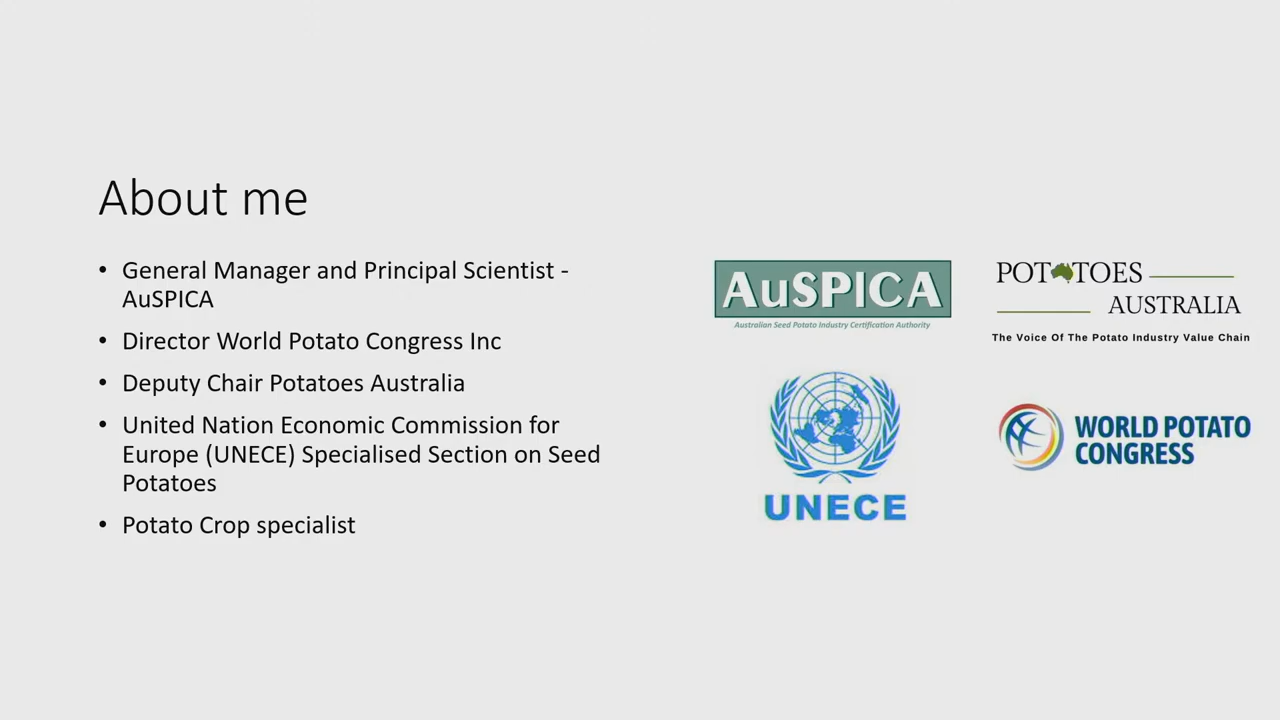 About me
• General Manager and Principal Scientist -
AuSPICA
• Director World Potato Congress Inc
• Deputy Chair Potatoes Australia
• United Nation Economic Commission for
Europe (UNECE) Specialised Section on Seed
Potatoes
• Potato Crop specialist
AuSPICA
Australian Seed Potato Industry Certification Authority
POTATOES
AUSTRALIA
The Voice Of The Potato Industry Value Chain
UNECE
WORLD POTATO
CONGRESS